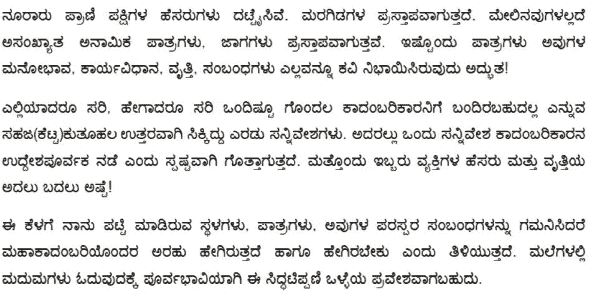 ನೂರಾರು ಪ್ರಾಣಿ ಪಕ್ಷಿಗಳ ಹೆಸರುಗಳು ದಟ್ಟೈಸಿವೆ. ಮರಗಿಡಗಳ ಪ್ರಸ್ತಾಪವಾಗುತ್ತದೆ. ಮೇಲಿನವುಗಳಲ್ಲದೆ
ಅಸಂಖ್ಯಾತ ಅನಾಮಿಕ ಪಾತ್ರಗಳು, ಜಾಗಗಳು ಪ್ರಸ್ತಾಪವಾಗುತ್ತವೆ. ಇಷ್ಟೊಂದು ಪಾತ್ರಗಳು ಅವುಗಳ
ಮನೋಭಾವ, ಕಾರ್ಯವಿಧಾನ, ವೃತ್ತಿ, ಸಂಬಂಧಗಳು ಎಲ್ಲವನ್ನೂ ಕವಿ ನಿಭಾಯಿಸಿರುವುದು ಅದ್ಭುತ!
ಎಲ್ಲಿಯಾದರೂ ಸರಿ, ಹೇಗಾದರೂ ಸರಿ ಒಂದಿಷ್ಟೂ ಗೊಂದಲ ಕಾದಂಬರಿಕಾರನಿಗೆ ಬಂದಿರಬಹುದಲ್ಲ ಎನ್ನುವ
ಸಹಜ(ಕೆಟ್ಟ)ಕುತೂಹಲ ಉತ್ತರವಾಗಿ ಸಿಕ್ಕಿದ್ದು ಎರಡು ಸನ್ನಿವೇಶಗಳು. ಅದರಲ್ಲು ಒಂದು ಸನ್ನಿವೇಶ ಕಾದಂಬರಿಕಾರನ
ಉದ್ದೇಶಪೂರ್ವಕ ನಡೆ ಎಂದು ಸ್ಪಷ್ಟವಾಗಿ ಗೊತ್ತಾಗುತ್ತದೆ. ಮತ್ತೊಂದು ಇಬ್ಬರು ವ್ಯಕ್ತಿಗಳ ಹೆಸರು ಮತ್ತು ವೃತ್ತಿಯ
ಅದಲು ಬದಲು ಅಷ್ಟೆ!
ಈ ಕೆಳಗೆ ನಾನು ಪಟ್ಟಿ ಮಾಡಿರುವ ಸ್ಥಳಗಳು, ಪಾತ್ರಗಳು, ಅವುಗಳ ಪರಸ್ಪರ ಸಂಬಂಧಗಳನ್ನು ಗಮನಿಸಿದರೆ
ಮಹಾಕಾದಂಬರಿಯೊಂದರ ಅರಹು ಹೇಗಿರುತ್ತದೆ ಹಾಗೂ ಹೇಗಿರಬೇಕು ಎಂದು ತಿಳಿಯುತ್ತದೆ. ಮಲೆಗಳಲ್ಲಿ
ಮದುಮಗಳು ಓದುವುದಕ್ಕೆ ಪೂರ್ವಭಾವಿಯಾಗಿ ಈ ಸಿದ್ಧಟಿಪ್ಪಣಿ ಒಳ್ಳೆಯ ಪ್ರವೇಶವಾಗಬಹುದು.